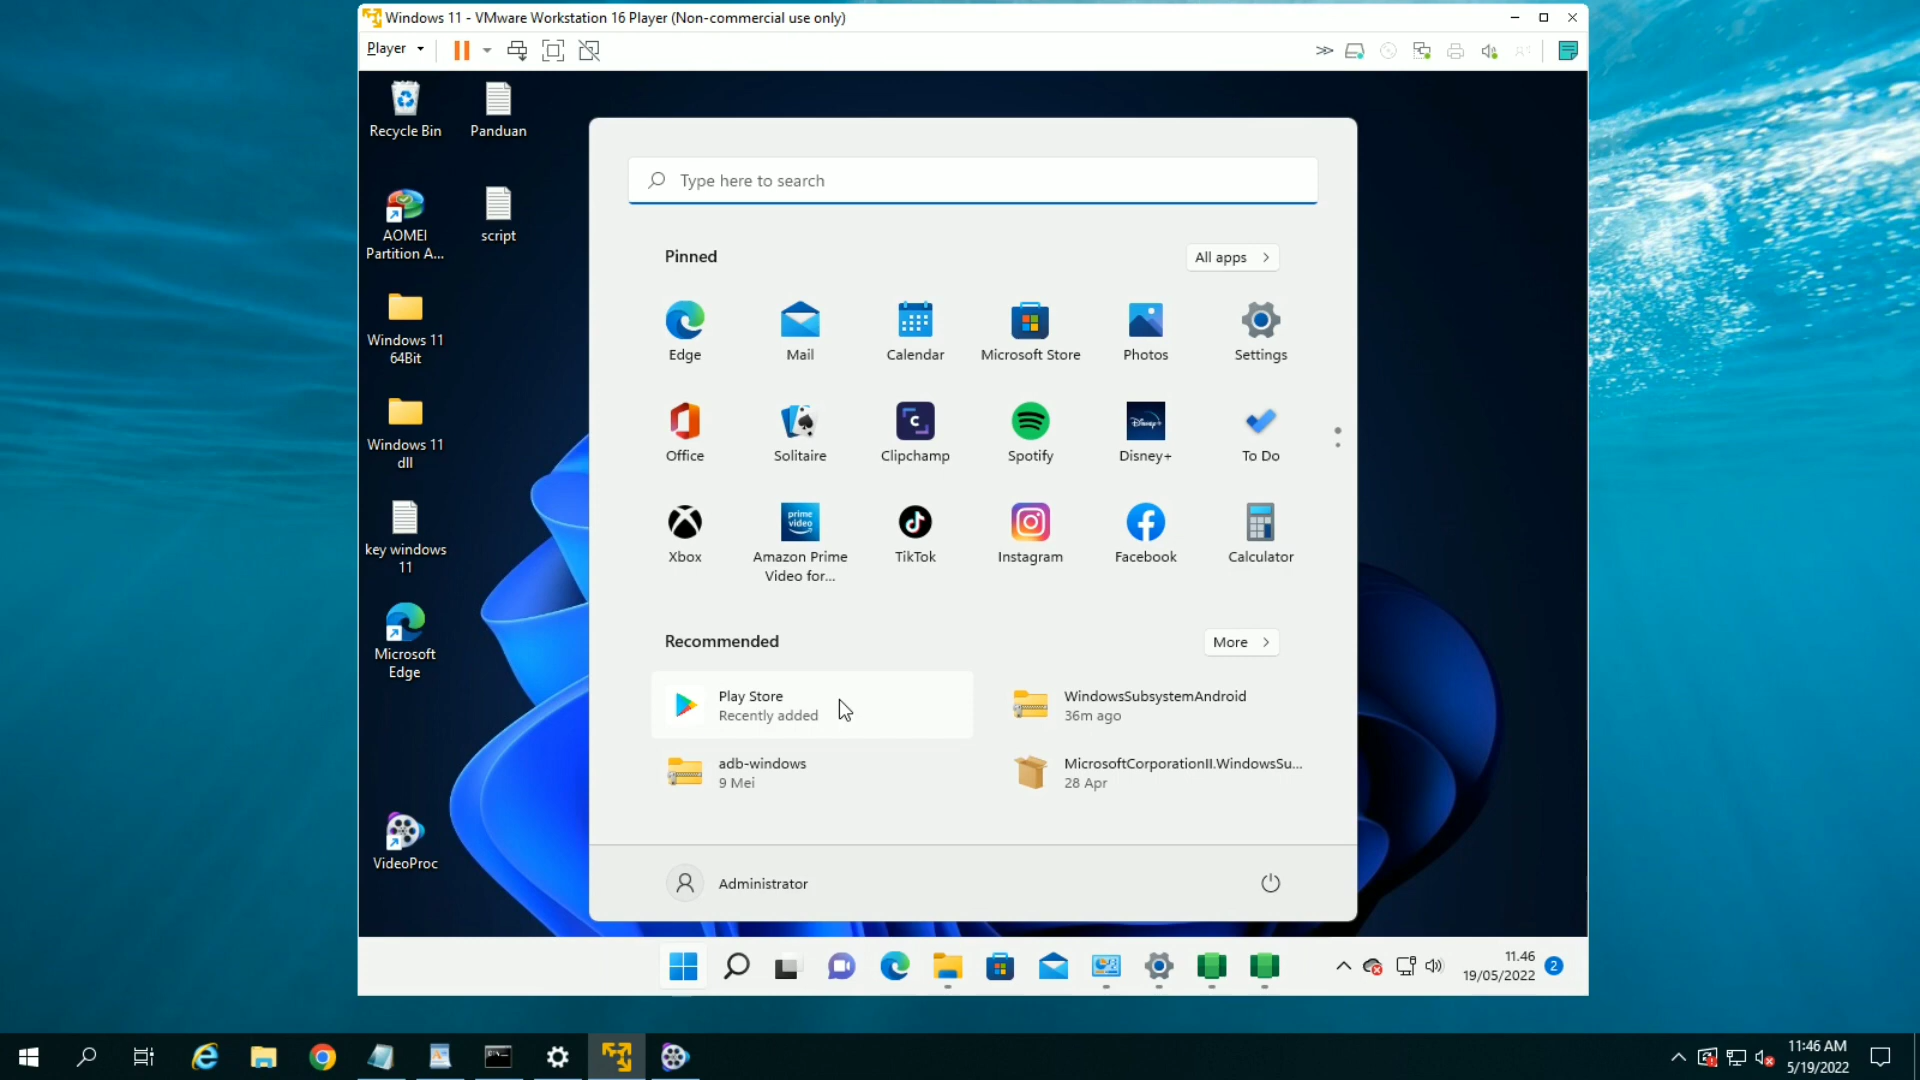 Windows 11 - VMware Workstation 16 Player (Non-commercial use only)
Player
Recycle Bin
Panduan
AOMEI
Partition A...
script
Windows 11
64Bit
Windows 11
dll
key windows
11
Microsoft
Edge
VideoProc
Type here to search
Pinned
All apps
Edge
Mail
Calendar
Microsoft Store
Photos
Settings
Office
Solitaire
Clipchamp
Spotify
Disney+
Disney+
To Do
prime
video
Xbox
Amazon Prime
Video for...
TikTok
Instagram
Facebook
Calculator
Recommended
More
Play Store
Recently added
WindowsSubsystemAndroid
36m ago
adb-windows
9 Mei
MicrosoftCorporationII.WindowsSu...
28 Apr
Administrator
11.46
19/05/2022
2
11:46 AM
5/19/2022